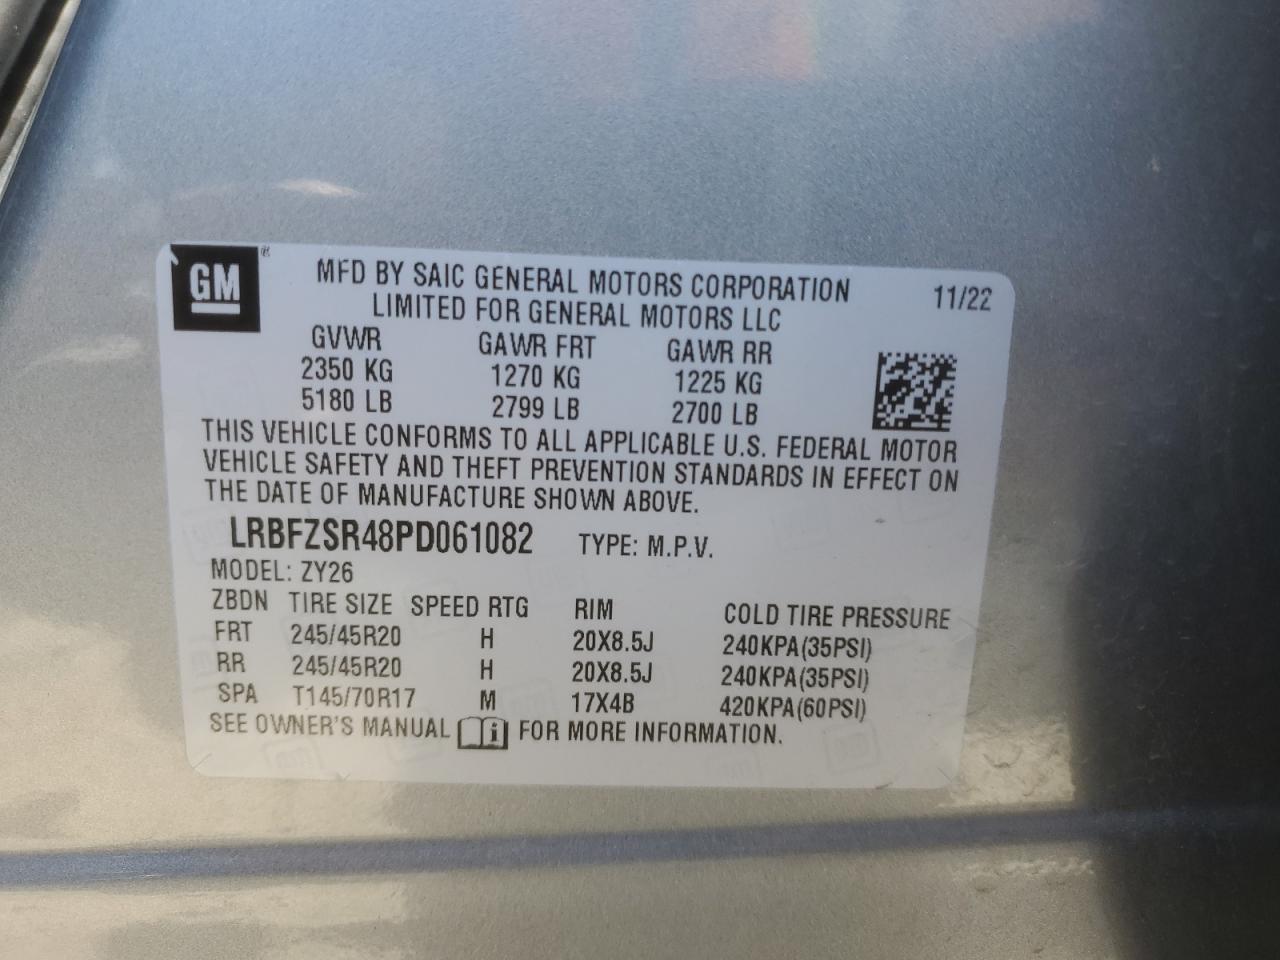 GM ®
MFD BY SAIC GENERAL MOTORS CORPORATION
LIMITED FOR GENERAL MOTORS LLC
11/22
GVWR GAWR FRT GAWR RR
2350 KG 1270 KG 1225 KG
5180 LB 2799 LB 2700 LB
THIS VEHICLE CONFORMS TO ALL APPLICABLE U.S. FEDERAL MOTOR
VEHICLE SAFETY AND THEFT PREVENTION STANDARDS IN EFFECT ON
THE DATE OF MANUFACTURE SHOWN ABOVE.
LRBFZSR48PD061082 TYPE: M.P.V.
MODEL: ZY26
ZBDN TIRE SIZE SPEED RTG RIM COLD TIRE PRESSURE
FRT 245/45R20 H 20X8.5J 240KPA(35PSI)
RR 245/45R20 H 20X8.5J 240KPA(35PSI)
SPA T145/70R17 M 17X4B 420KPA(60PSI)
SEE OWNER'S MANUAL i FOR MORE INFORMATION.